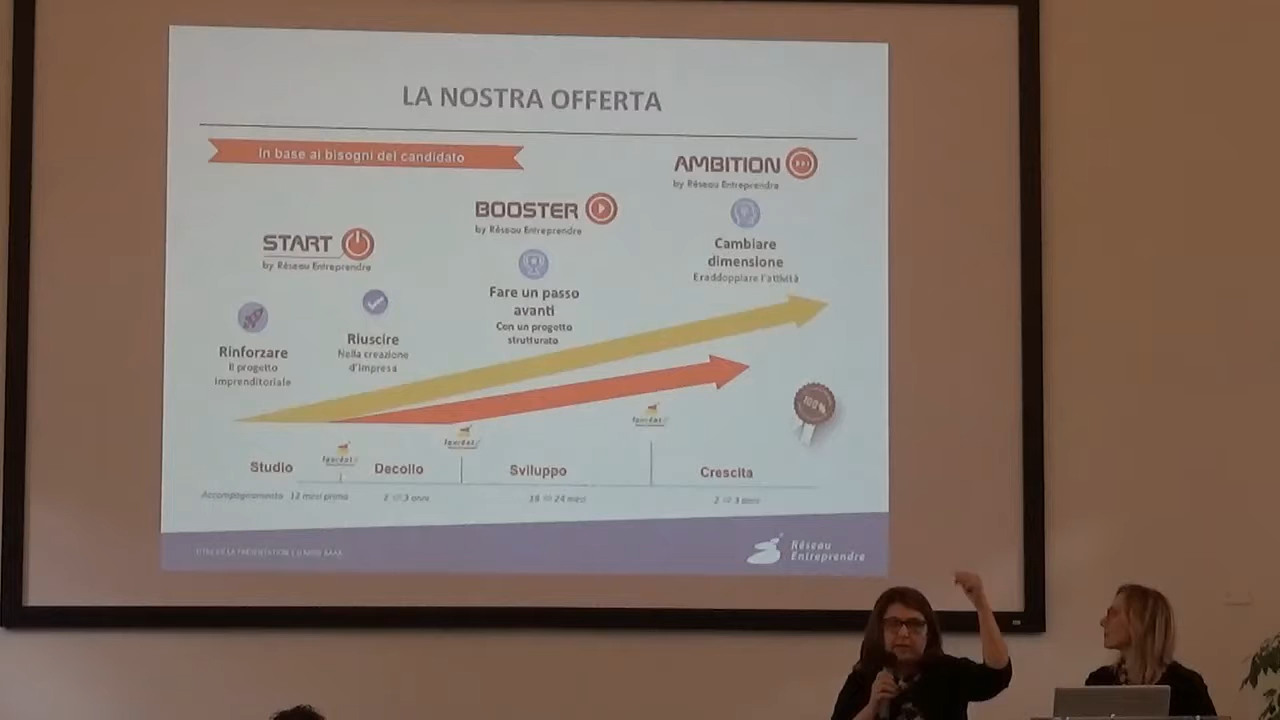 LA NOSTRA OFFERTA
In base ai bisogni del candidato
AMBITION
by Réseau Entreprendre
BOOSTER
by Réseau Entreprendre
START
by Réseau Entreprendre
Cambiare
dimensione
E raddoppiare l'attività
Fare un passo
avanti
Con un progetto
strutturato
Rinforzare
Il progetto
imprenditoriale
Riuscire
Nella creazione
d'impresa
100%
Studio
Decollo
Sviluppo
Crescita
Accompagnamento 12 mesi prima
2 3 anni
18 24 mesi
2 3 anni
Réseau
Entreprendre